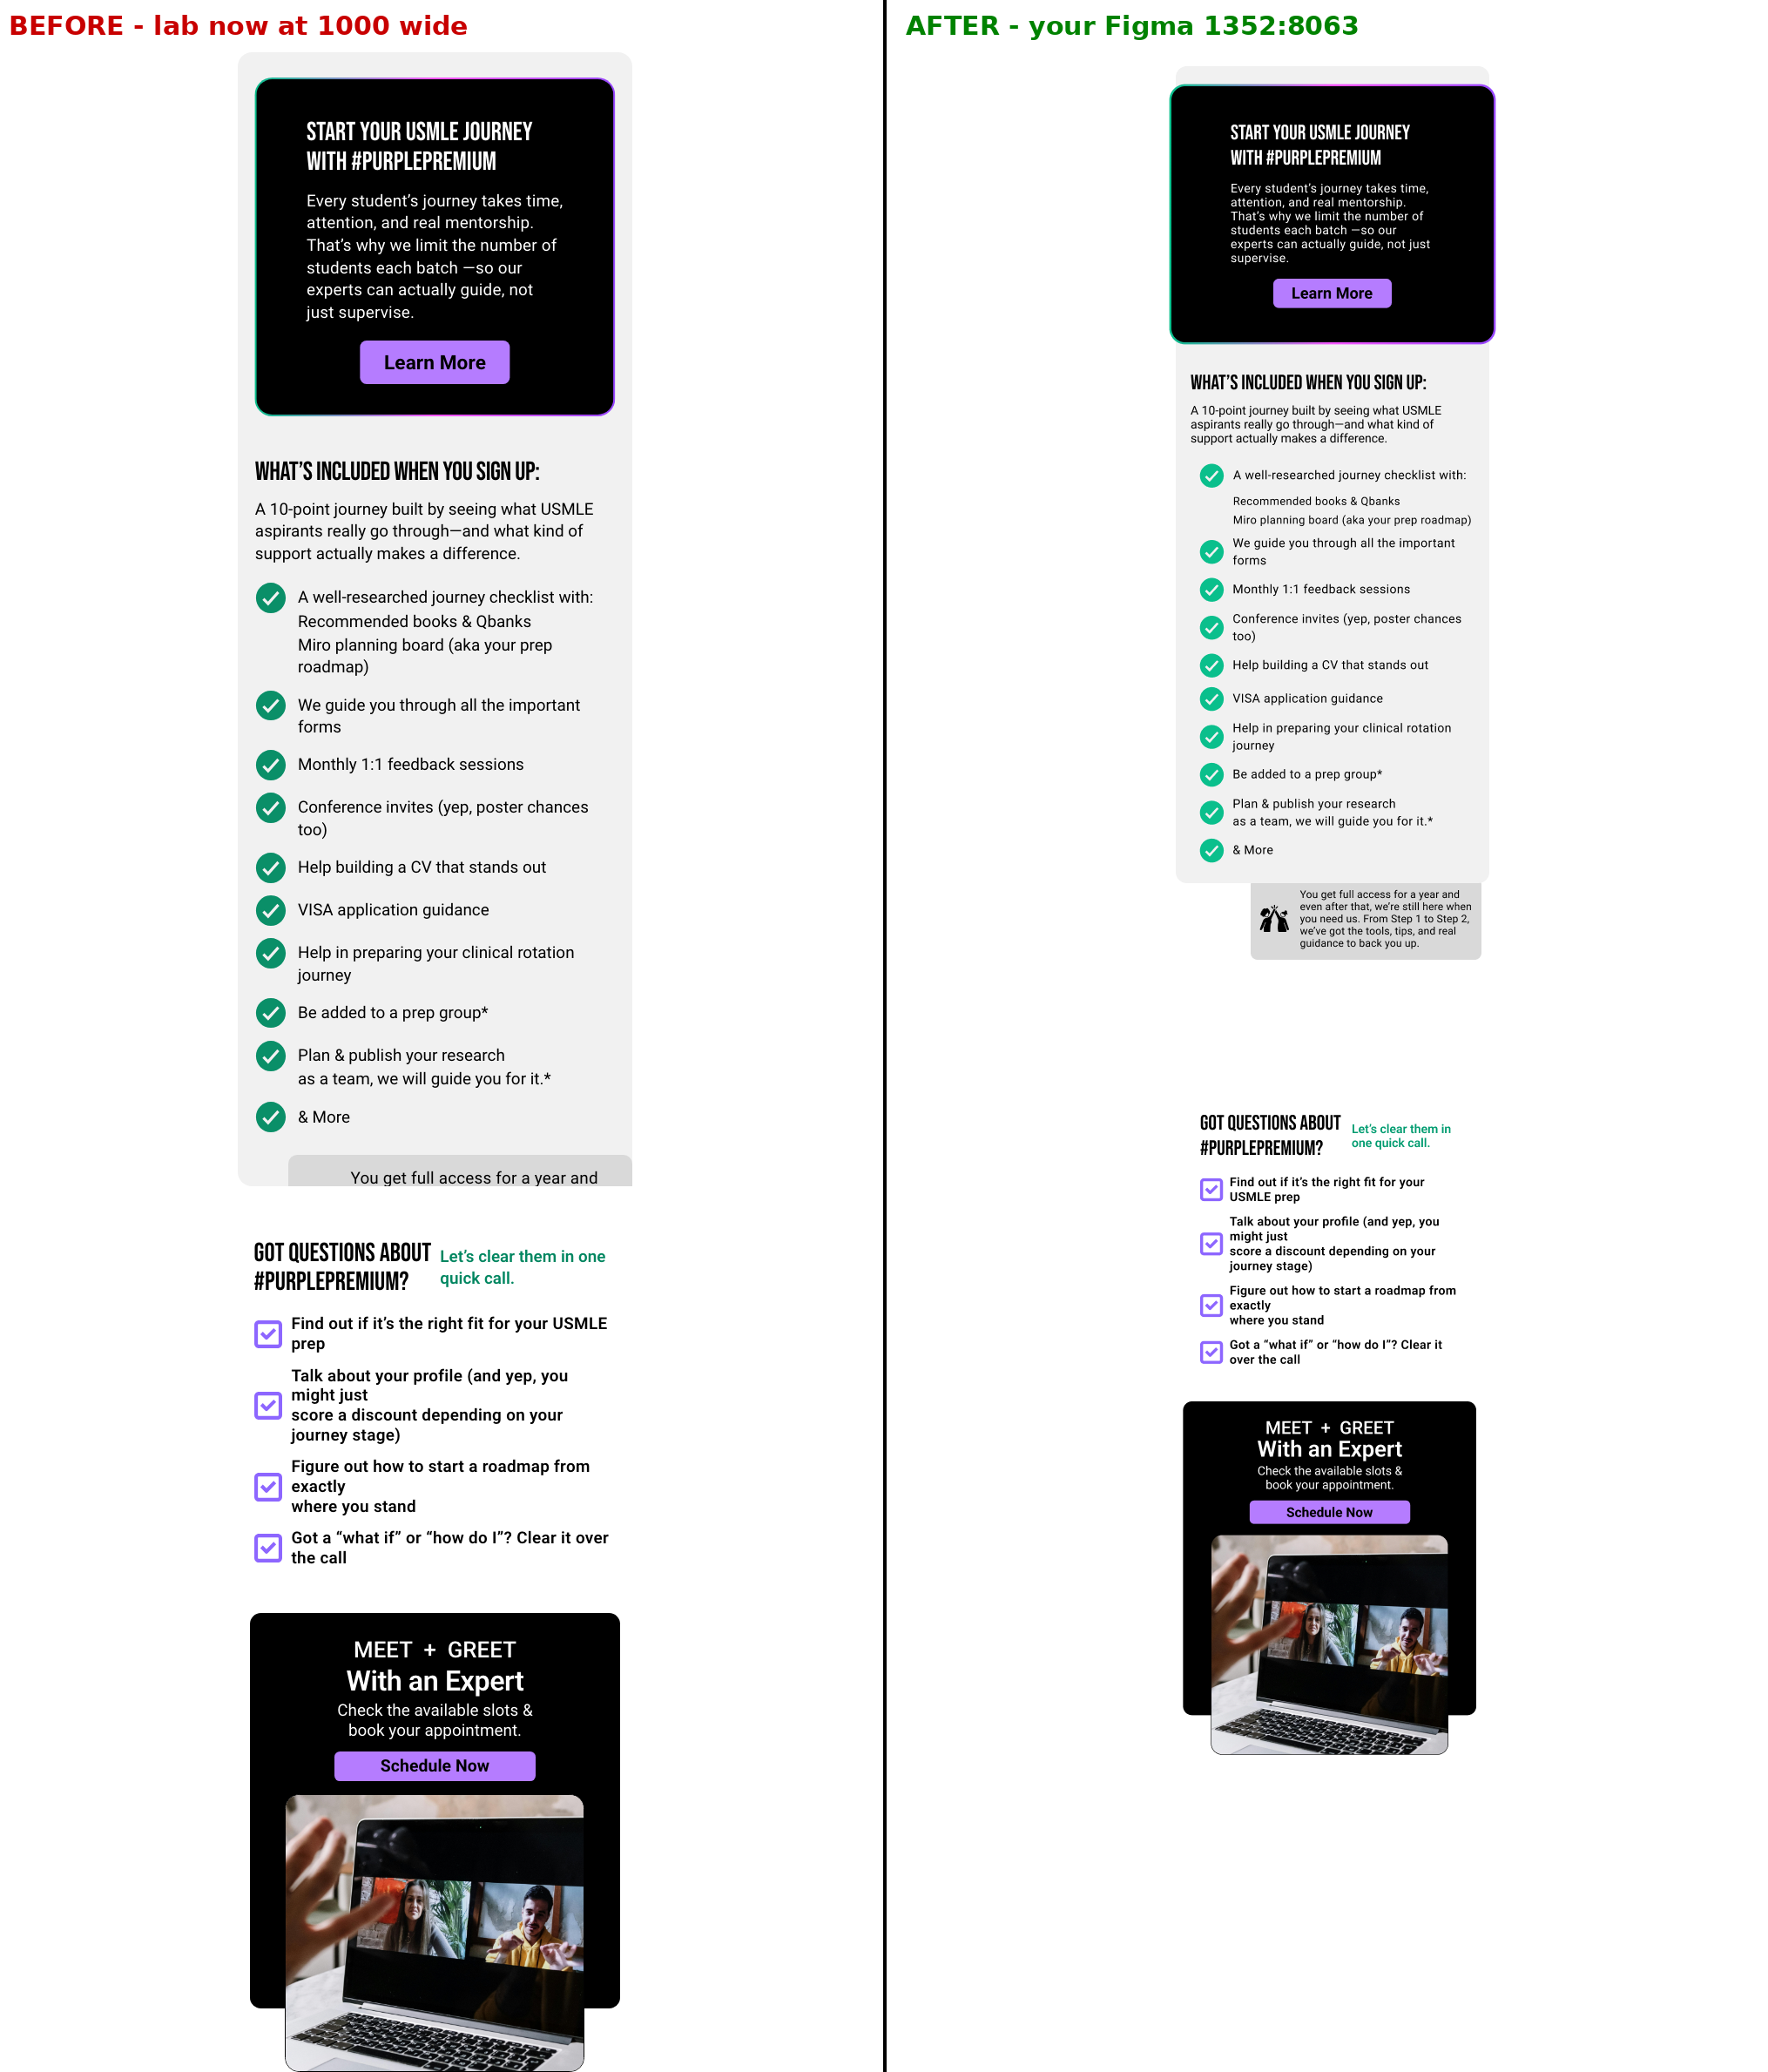 BEFORE - lab now at 1000 wide
START YOUR USMLE JOURNEY
WITH #PURPLEPREMIUM
Every student’s journey takes time,
attention, and real mentorship.
That’s why we limit the number of
students each batch —so our
experts can actually guide, not
just supervise.
Learn More
WHAT’S INCLUDED WHEN YOU SIGN UP:
A 10-point journey built by seeing what USMLE
aspirants really go through—and what kind of
support actually makes a difference.
A well-researched journey checklist with:
Recommended books & Qbanks
Miro planning board (aka your prep
roadmap)
We guide you through all the important
forms
Monthly 1:1 feedback sessions
Conference invites (yep, poster chances
too)
Help building a CV that stands out
VISA application guidance
Help in preparing your clinical rotation
journey
Be added to a prep group*
Plan & publish your research
as a team, we will guide you for it.*
& More
You get full access for a year and
GOT QUESTIONS ABOUT
#PURPLEPREMIUM?
Let’s clear them in one
quick call.
Find out if it’s the right fit for your USMLE
prep
Talk about your profile (and yep, you
might just
score a discount depending on your
journey stage)
Figure out how to start a roadmap from
exactly
where you stand
Got a “what if” or “how do I”? Clear it over
the call
MEET + GREET
With an Expert
Check the available slots &
book your appointment.
Schedule Now
AFTER - your Figma 1352:8063
START YOUR USMLE JOURNEY
WITH #PURPLEPREMIUM
Every student’s journey takes time,
attention, and real mentorship.
That’s why we limit the number of
students each batch —so our
experts can actually guide, not just
supervise.
Learn More
WHAT’S INCLUDED WHEN YOU SIGN UP:
A 10-point journey built by seeing what USMLE
aspirants really go through—and what kind of
support actually makes a difference.
A well-researched journey checklist with:
Recommended books & Qbanks
Miro planning board (aka your prep roadmap)
We guide you through all the important
forms
Monthly 1:1 feedback sessions
Conference invites (yep, poster chances
too)
Help building a CV that stands out
VISA application guidance
Help in preparing your clinical rotation
journey
Be added to a prep group*
Plan & publish your research
as a team, we will guide you for it.*
& More
You get full access for a year and
even after that, we’re still here when
you need us. From Step 1 to Step 2,
we’ve got the tools, tips, and real
guidance to back you up.
GOT QUESTIONS ABOUT
#PURPLEPREMIUM?
Let’s clear them in
one quick call.
Find out if it’s the right fit for your
USMLE prep
Talk about your profile (and yep, you
might just
score a discount depending on your
journey stage)
Figure out how to start a roadmap from
exactly
where you stand
Got a “what if” or “how do I”? Clear it
over the call
MEET + GREET
With an Expert
Check the available slots &
book your appointment.
Schedule Now